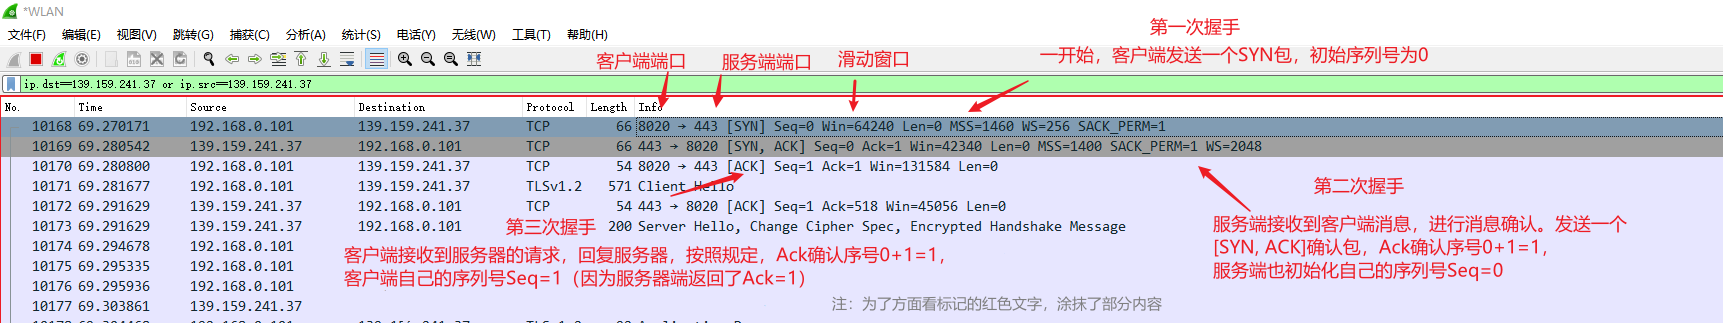 *WLAN
文件(F) 编辑(E) 视图(V) 跳转(G) 捕获(C) 分析(A) 统计(S) 电话(Y) 无线(W) 工具(T) 帮助(H)
第一次握手
一开始，客户端发送一个SYN包，初始序列号为0
客户端端口 服务端端口 滑动窗口
ip.dst==139.159.241.37 or ip.src==139.159.241.37
No. Time Source Destination Protocol Length Info
10168 69.270171 192.168.0.101 139.159.241.37 TCP 66 8020 → 443 [SYN] Seq=0 Win=64240 Len=0 MSS=1460 WS=256 SACK_PERM=1
10169 69.280542 139.159.241.37 192.168.0.101 TCP 66 443 → 8020 [SYN, ACK] Seq=0 Ack=1 Win=42340 Len=0 MSS=1400 SACK_PERM=1 WS=2048
10170 69.280800 192.168.0.101 139.159.241.37 TCP 54 8020 → 443 [ACK] Seq=1 Ack=1 Win=131584 Len=0
10171 69.281677 192.168.0.101 139.159.241.37 TLSv1.2 571 Client Hello
10172 69.291629 139.159.241.37 192.168.0.101 TCP 54 443 → 8020 [ACK] Seq=1 Ack=518 Win=45056 Len=0
10173 69.291629 139.159.241.37 192.168.0.101 200 Server Hello, Change Cipher Spec, Encrypted Handshake Message
10174 69.294678 192.168.0.101
10175 69.295335 192.168.0.101
10176 69.295936 192.168.0.101
10177 69.303861 139.159.241.37
第二次握手
服务端接收到客户端消息，进行消息确认。发送一个
[SYN, ACK]确认包，Ack确认序号0+1=1，
服务端也初始化自己的序列号Seq=0
第三次握手
客户端接收到服务器的请求，回复服务器，按照规定，Ack确认序号0+1=1，
客户端自己的序列号Seq=1（因为服务器端返回了Ack=1）
注：为了方面看标记的红色文字，涂抹了部分内容